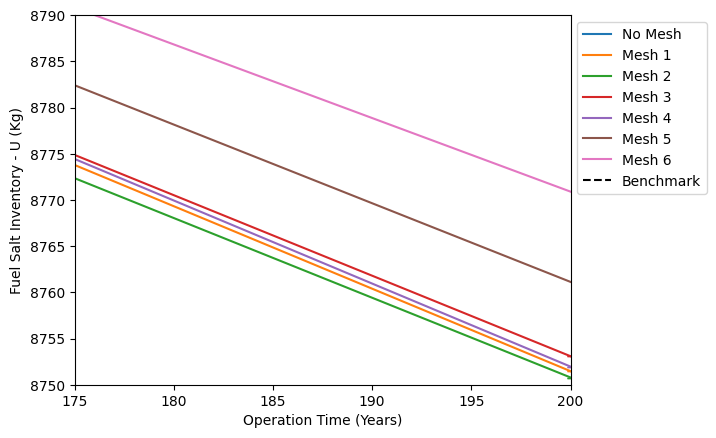 8790
8785
8780
8775
8770
8765
8760
8755
8750
Fuel Salt Inventory - U (Kg)
175
180
185
190
195
200
Operation Time (Years)
No Mesh
Mesh 1
Mesh 2
Mesh 3
Mesh 4
Mesh 5
Mesh 6
Benchmark